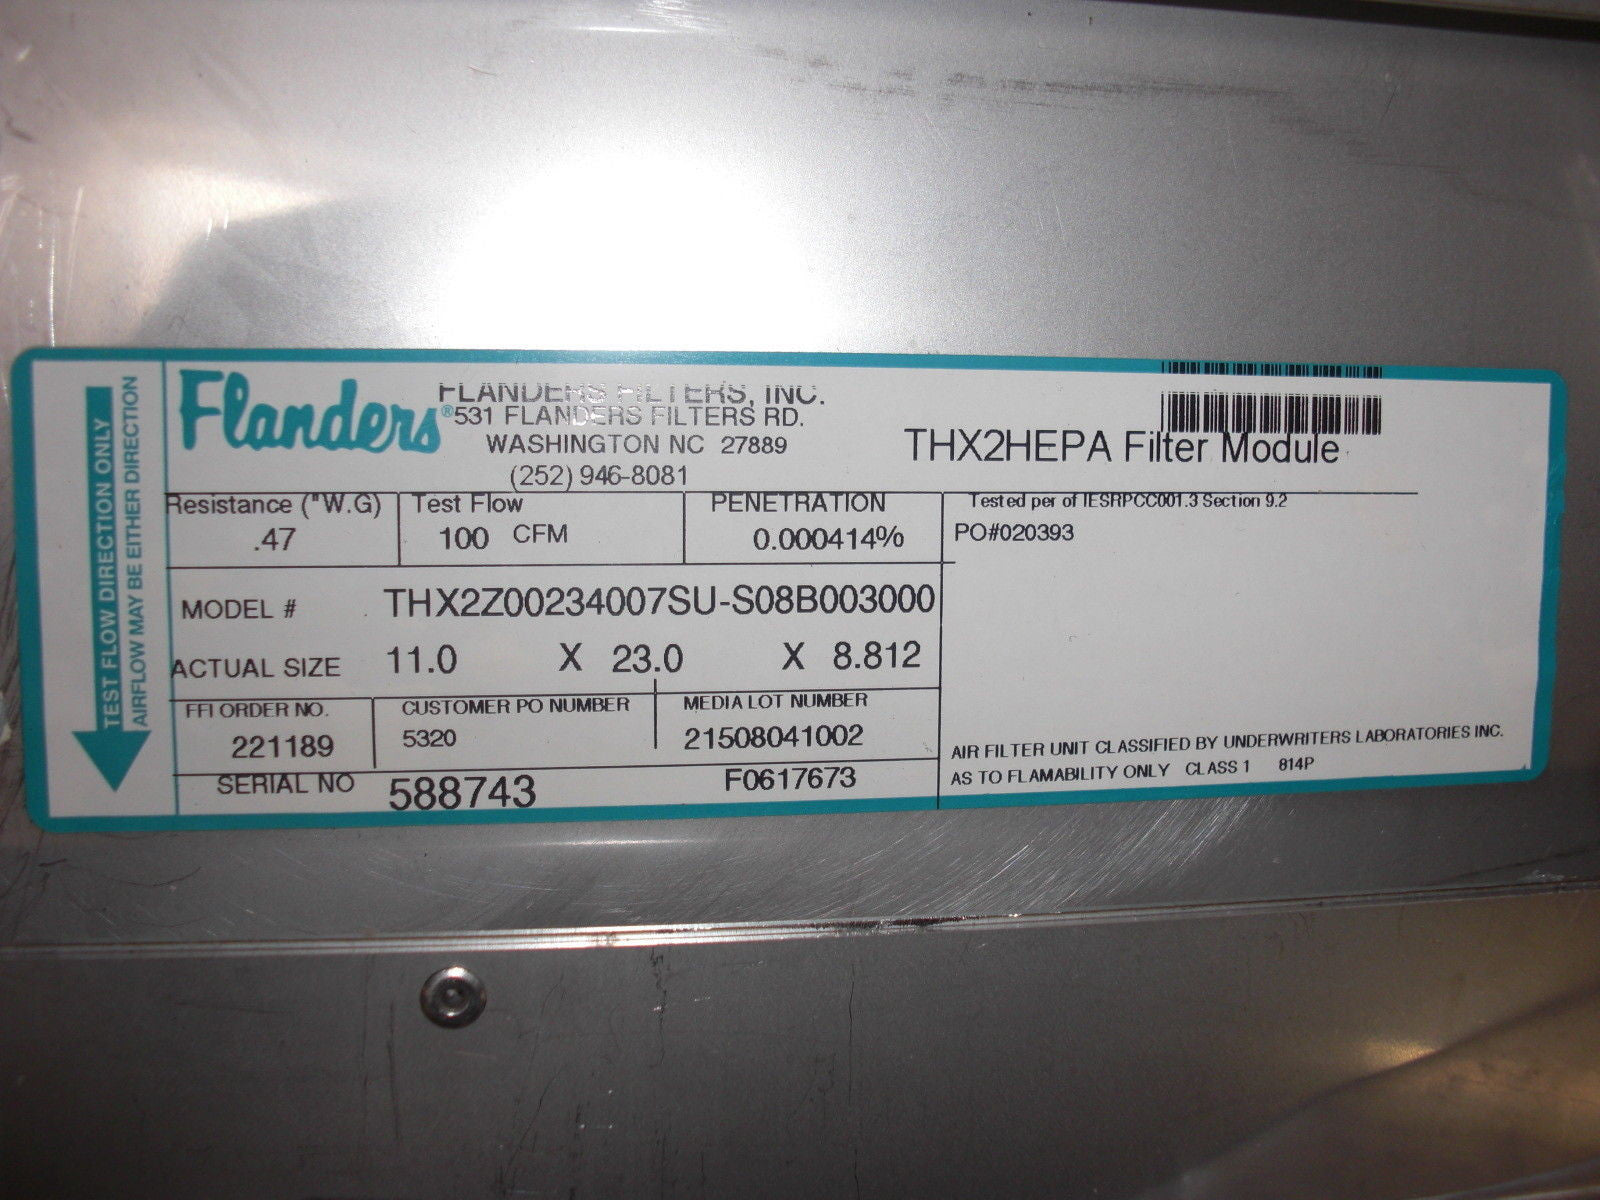 TEST FLOW DIRECTION ONLY
AIRFLOW MAY BE EITHER DIRECTION
Flanders®
FLANDERS FILTERS, INC.
531 FLANDERS FILTERS RD.
WASHINGTON NC 27889
(252) 946-8081
THX2HEPA Filter Module
Resistance ("W.G)
.47
Test Flow
100 CFM
PENETRATION
0.000414%
Tested per of IESRPCC001.3 Section 9.2
PO#020393
MODEL # THX2Z00234007SU-S08B003000
ACTUAL SIZE 11.0 X 23.0 X 8.812
FFI ORDER NO.
221189
CUSTOMER PO NUMBER
5320
MEDIA LOT NUMBER
21508041002
SERIAL NO 588743 F0617673
AIR FILTER UNIT CLASSIFIED BY UNDERWRITERS LABORATORIES INC.
AS TO FLAMABILITY ONLY CLASS 1 814P